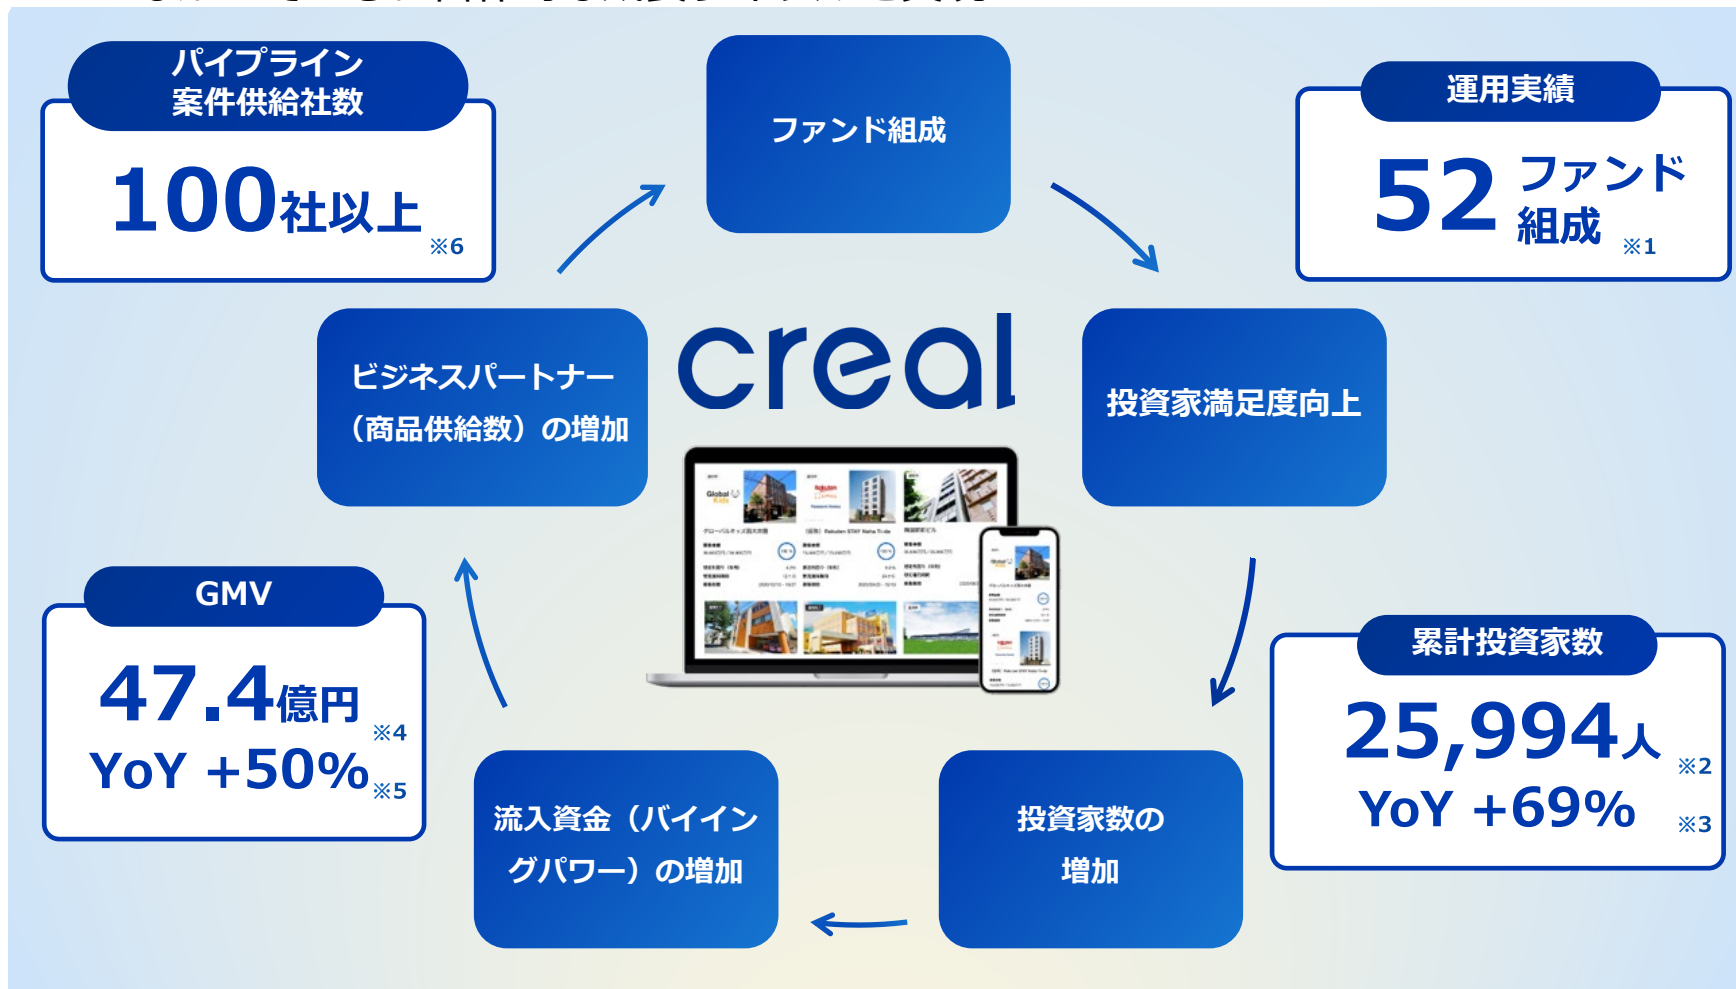 パイプライン
案件供給社数
100社以上
※6
ファンド組成
運用実績
52 ファンド
組成
※1
creal
ビジネスパートナー
（商品供給数）の増加
投資家満足度向上
Global
Kids
GMV
47.4億円
※4
YoY +50%
※5
累計投資家数
25,994人
※2
YoY +69%
※3
流入資金（バイイン
グパワー）の増加
投資家数の
増加